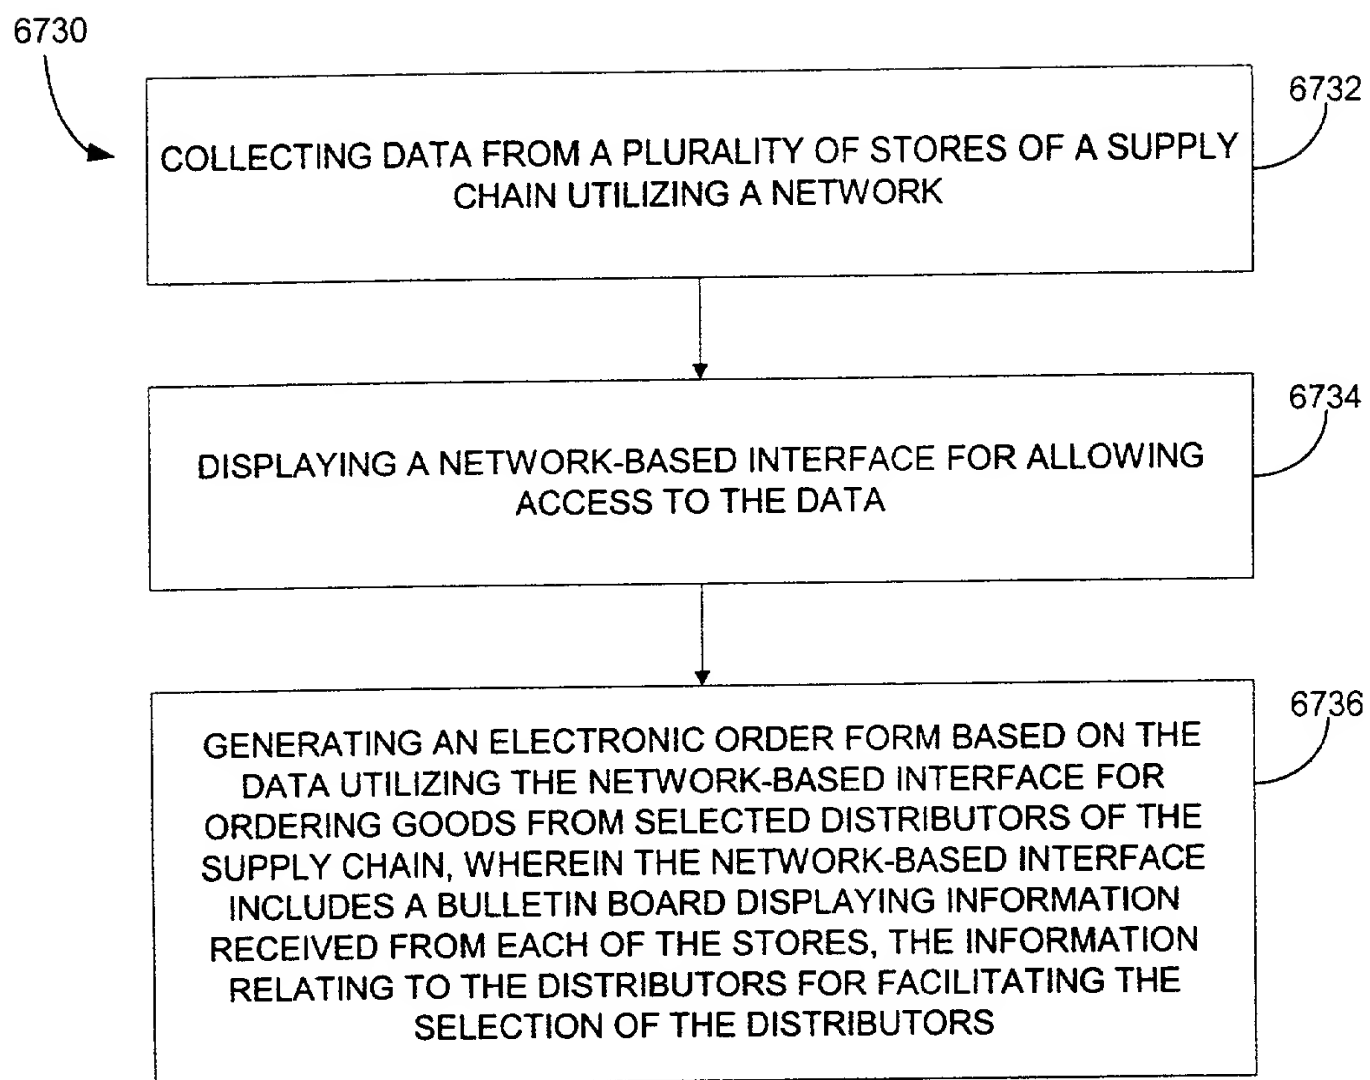 6730
6732
COLLECTING DATA FROM A PLURALITY OF STORES OF A SUPPLY
CHAIN UTILIZING A NETWORK
6734
DISPLAYING A NETWORK-BASED INTERFACE FOR ALLOWING
ACCESS TO THE DATA
6736
GENERATING AN ELECTRONIC ORDER FORM BASED ON THE
DATA UTILIZING THE NETWORK-BASED INTERFACE FOR
ORDERING GOODS FROM SELECTED DISTRIBUTORS OF THE
SUPPLY CHAIN, WHEREIN THE NETWORK-BASED INTERFACE
INCLUDES A BULLETIN BOARD DISPLAYING INFORMATION
RECEIVED FROM EACH OF THE STORES, THE INFORMATION
RELATING TO THE DISTRIBUTORS FOR FACILITATING THE
SELECTION OF THE DISTRIBUTORS